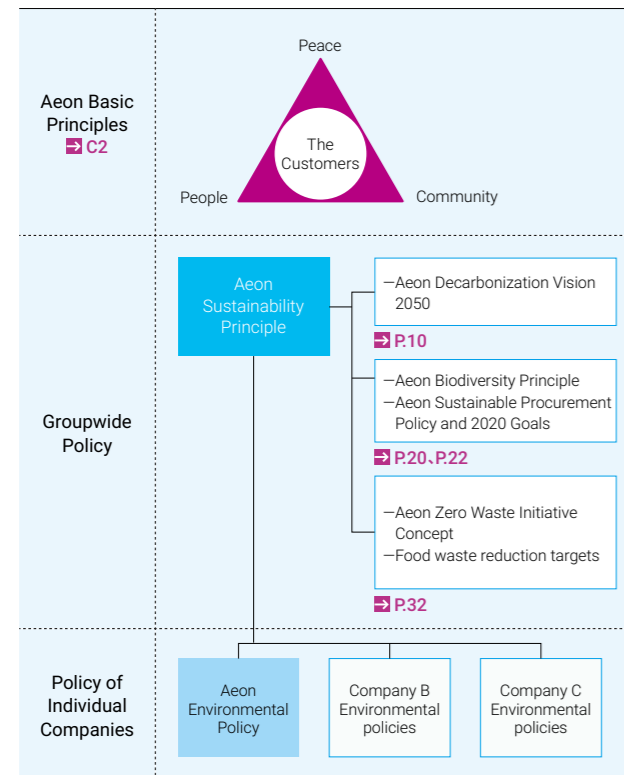 Aeon Basic
Principles
→ C2
Peace
The
Customers
People
Community
Groupwide
Policy
Aeon
Sustainability
Principle
—Aeon Decarbonization Vision
2050
→ P.10
—Aeon Biodiversity Principle
—Aeon Sustainable Procurement
Policy and 2020 Goals
→ P.20、P.22
—Aeon Zero Waste Initiative
Concept
—Food waste reduction targets
→ P.32
Policy of
Individual
Companies
Aeon
Environmental
Policy
Company B
Environmental
policies
Company C
Environmental
policies